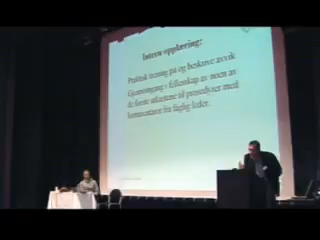 Intern opplæring:
Praktisk trening på og beskrive avvik
Gjennomgang i fellesskap av noen av
de første utkastene til prosedyrer med
kommentarer fra faglig leder.